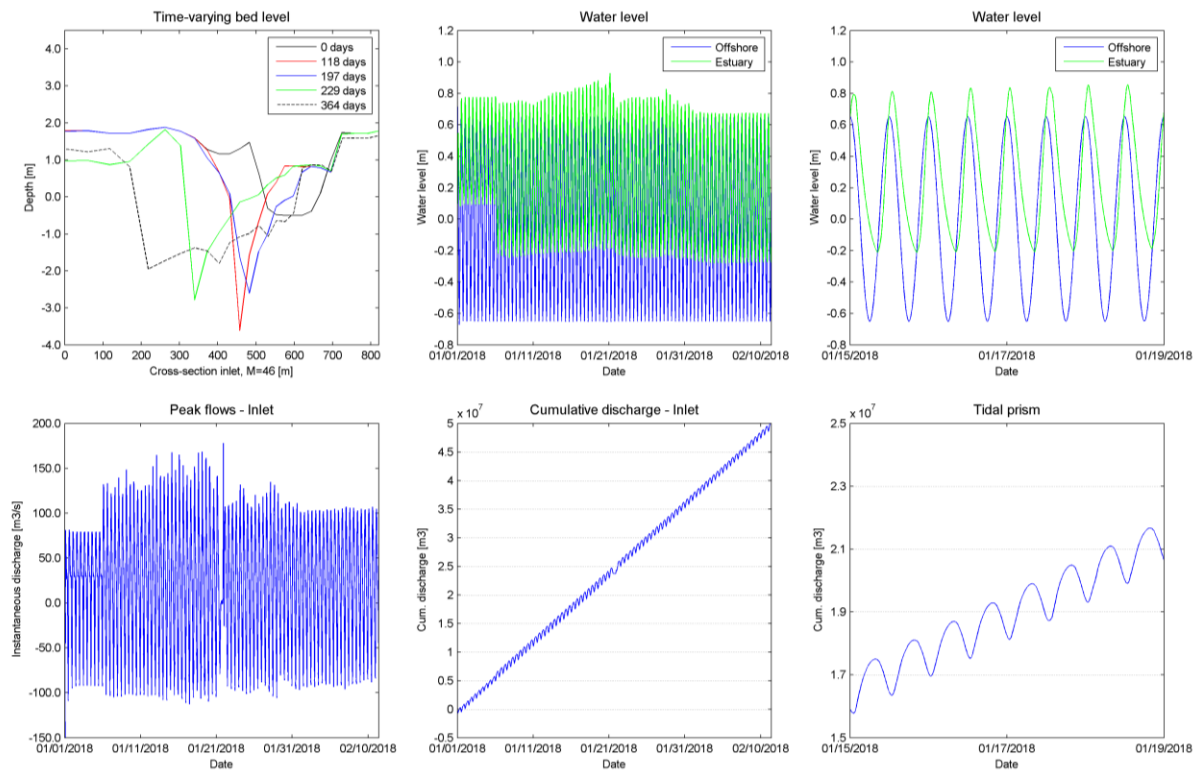 Time-varying bed level
4.0
3.0
2.0
1.0
0.0
-1.0
-2.0
-3.0
-4.0
Depth [m]
0 days
118 days
197 days
229 days
364 days
0 100 200 300 400 500 600 700 800
Cross-section inlet, M=46 [m]
Water level
1.2
1.0
0.8
0.6
0.4
0.2
0.0
-0.2
-0.4
-0.6
-0.8
Water level [m]
Offshore
Estuary
01/01/2018 01/11/2018 01/21/2018 01/31/2018 02/10/2018
Date
Water level
1.2
1.0
0.8
0.6
0.4
0.2
0.0
-0.2
-0.4
-0.6
-0.8
Water level [m]
Offshore
Estuary
01/15/2018 01/17/2018 01/19/2018
Date
Peak flows - Inlet
200.0
150.0
100.0
50.0
0.0
-50.0
-100.0
-150.0
Instantaneous discharge [m3/s]
01/01/2018 01/11/2018 01/21/2018 01/31/2018 02/10/2018
Date
Cumulative discharge - Inlet
x 10⁷
5
4.5
4
3.5
3
2.5
2
1.5
1
0.5
0
-0.5
Cum. discharge [m3]
01/01/2018 01/11/2018 01/21/2018 01/31/2018 02/10/2018
Date
Tidal prism
x 10⁷
2.5
2.3
2.1
1.9
1.7
1.5
Cum. discharge [m3]
01/15/2018 01/17/2018 01/19/2018
Date